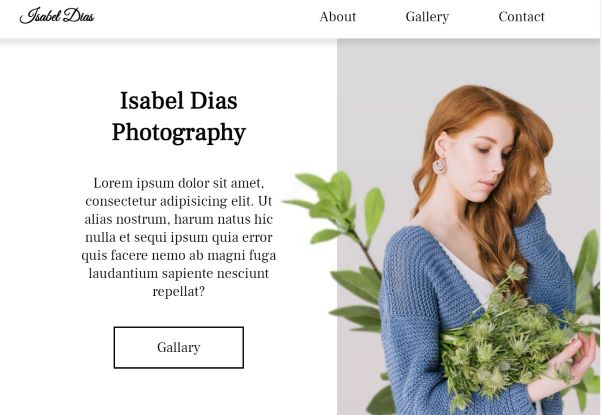 Isabel Dias
About Gallery Contact
Isabel Dias
Photography
Lorem ipsum dolor sit amet,
consectetur adipisicing elit. Ut
alias nostrum, harum natus hic
nulla et sequi ipsum quia error
quis facere nemo ab magni fuga
laudantium sapiente nesciunt
repellat?
Gallary